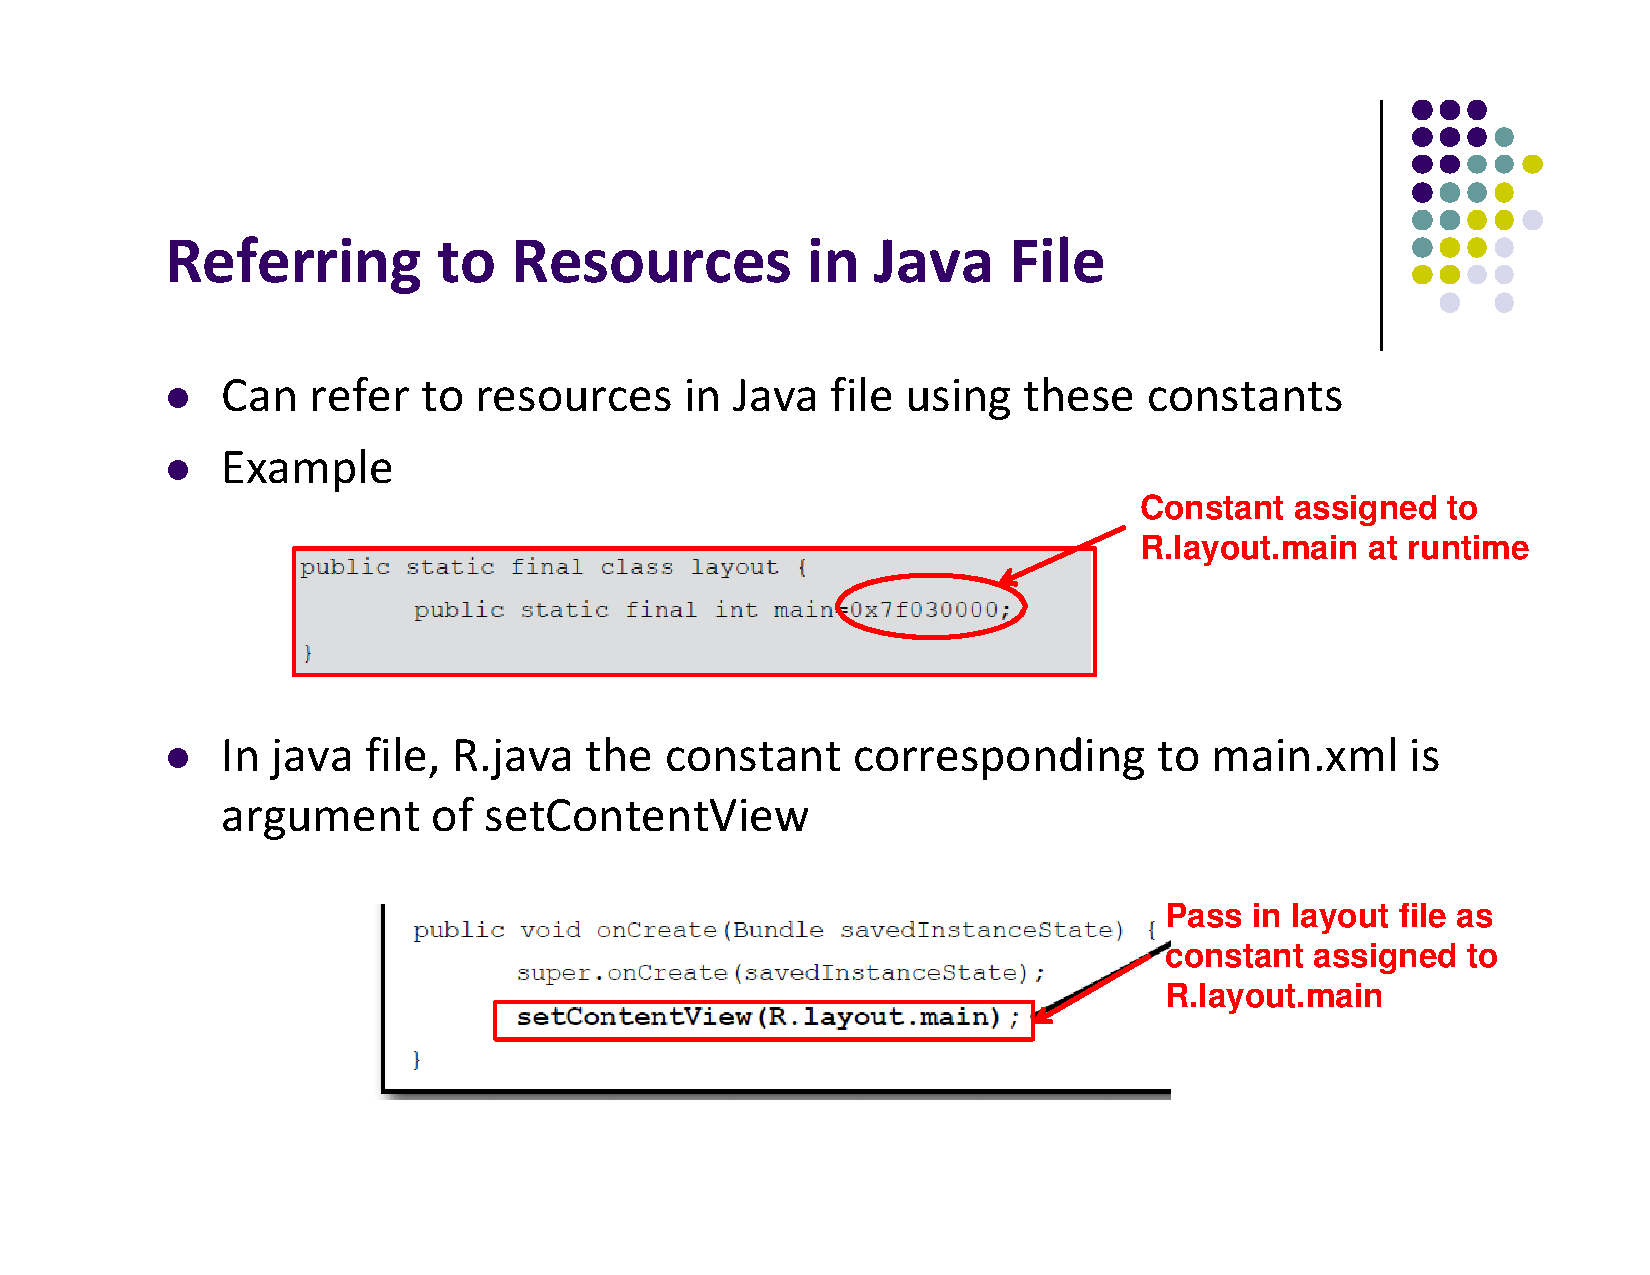 Referring to Resources in Java File
Can refer to resources in Java file using these constants
Example
Constant assigned to
R.layout.main at runtime
public static final class layout {
public static final int main=0x7f030000;
}
In java file, R.java the constant corresponding to main.xml is
argument of setContentView
public void onCreate(Bundle savedInstanceState) {
super.onCreate(savedInstanceState);
setContentView(R.layout.main);
}
Pass in layout file as
constant assigned to
R.layout.main